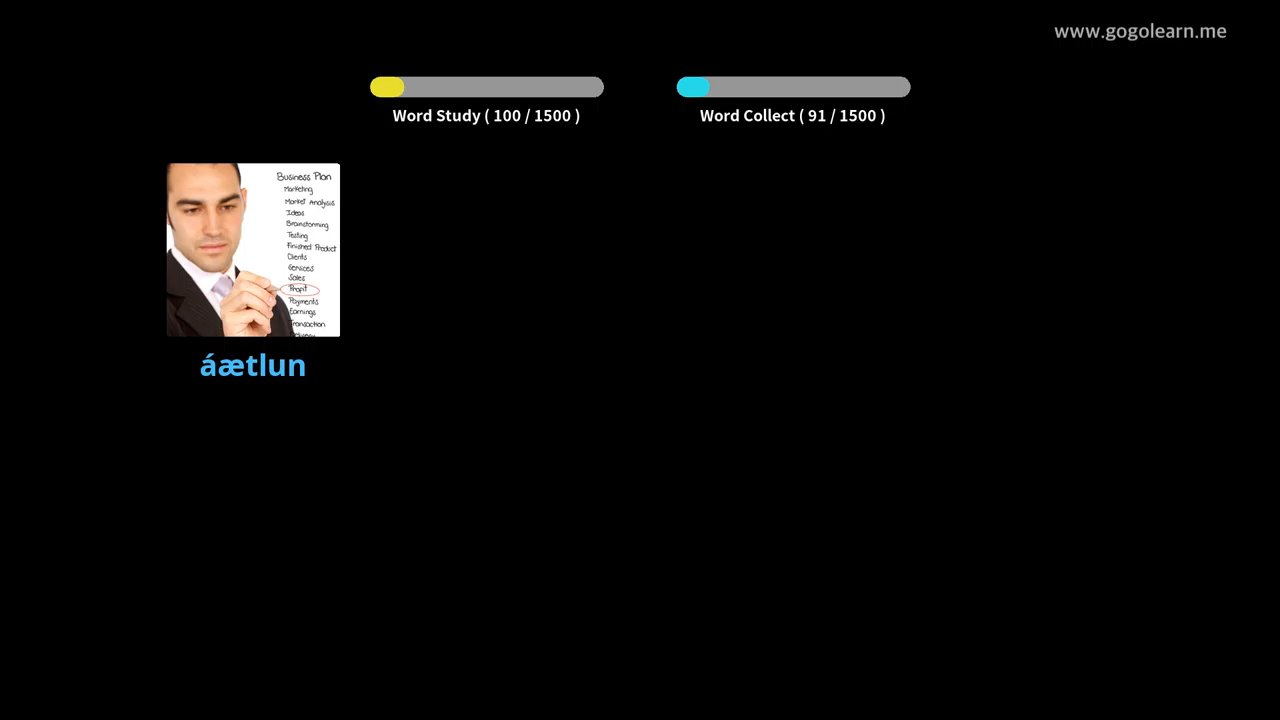 www.gogolearn.me
Word Study ( 100 / 1500 )
Word Collect ( 91 / 1500 )
Business Plan
Marketing
Market Analysis
Ideas
Brainstorming
Testing
Finished Product
Clients
Services
Sales
Profit
Payments
Earnings
Transaction
Delivery
áætlun